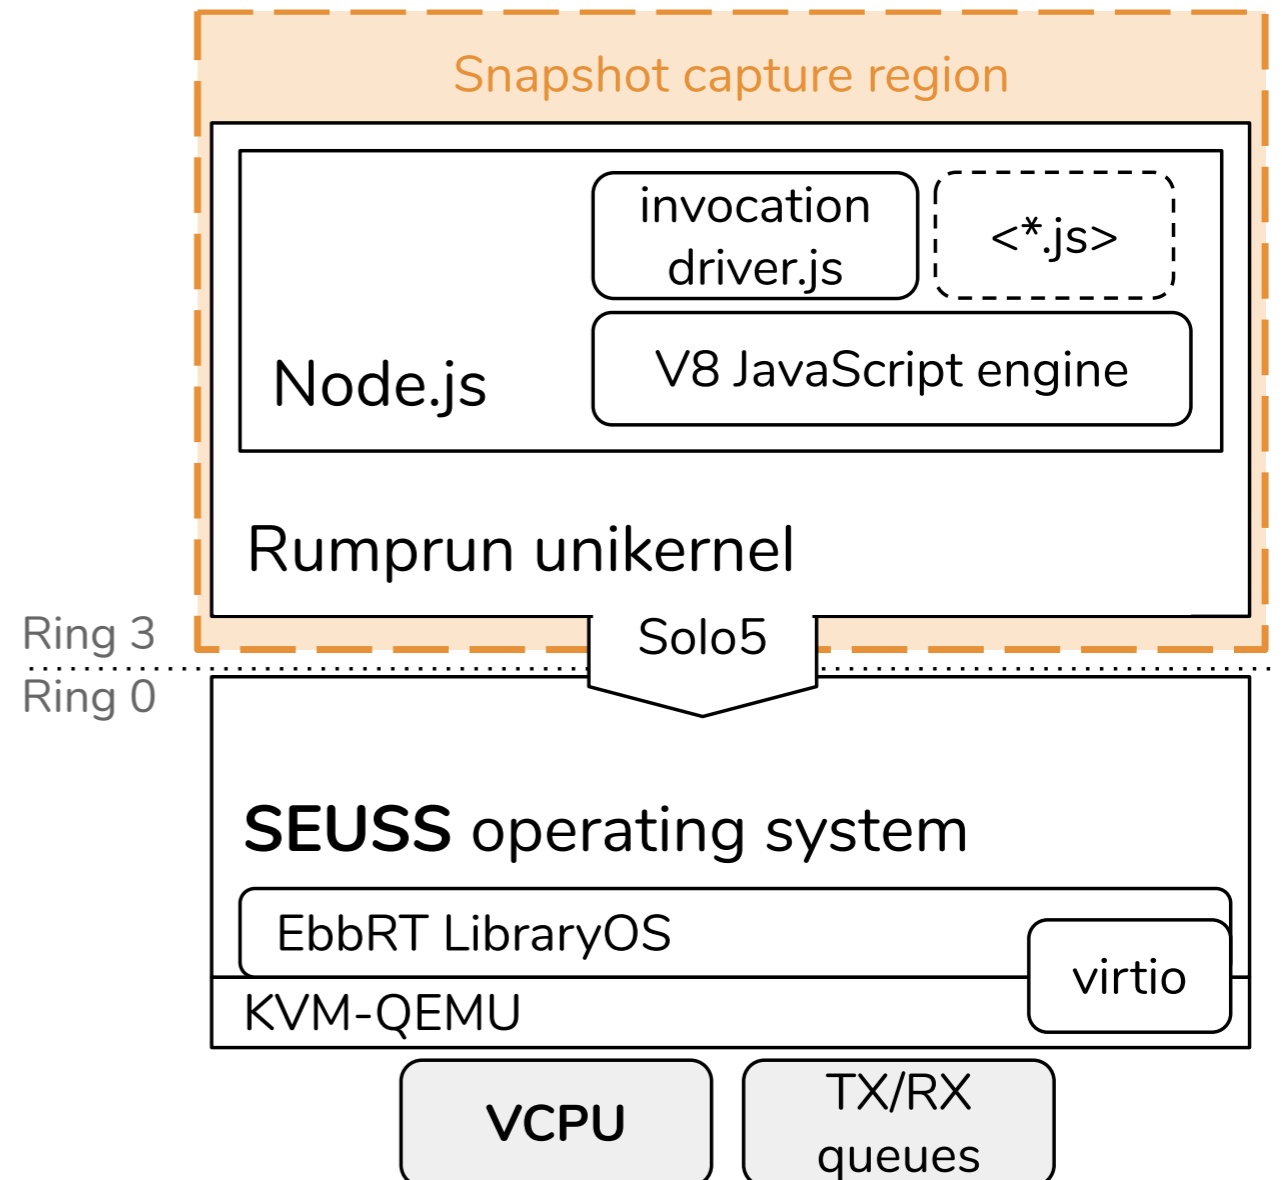 Snapshot capture region
invocation
driver.js
<*.js>
V8 JavaScript engine
Node.js
Rumprun unikernel
Solo5
Ring 3
Ring 0
SEUSS operating system
EbbRT LibraryOS
virtio
KVM-QEMU
VCPU
TX/RX
queues